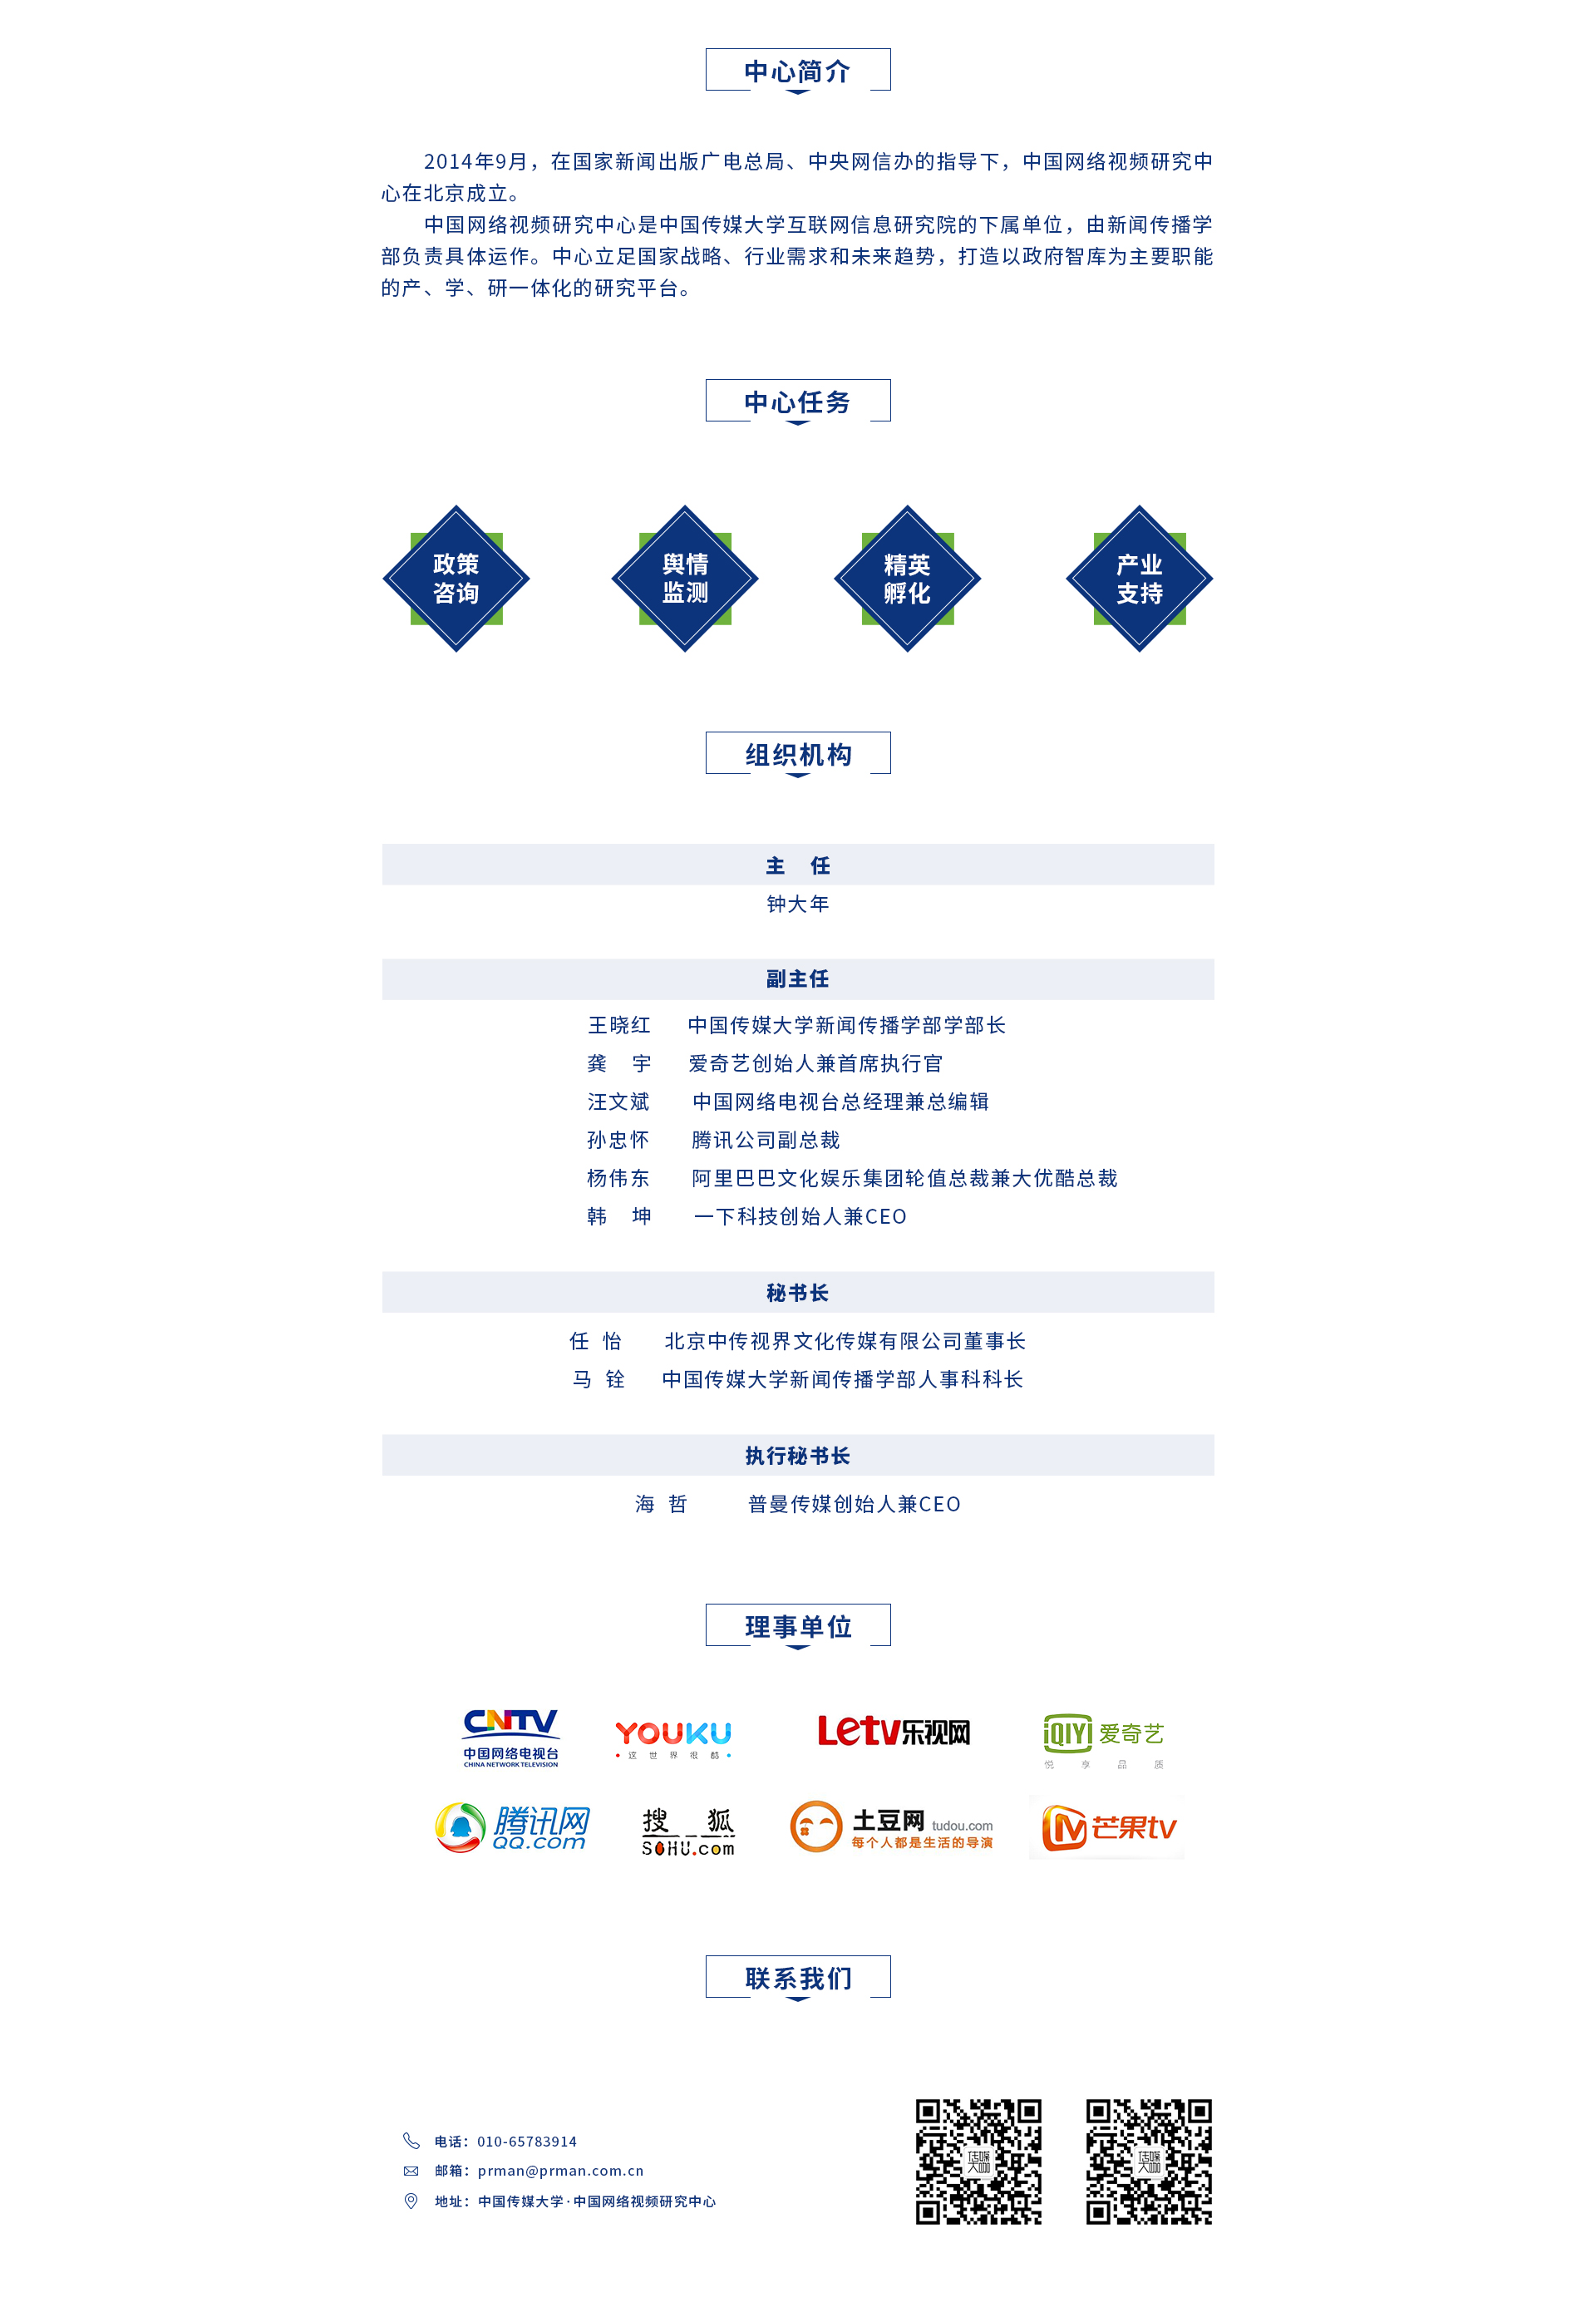 中心简介
2014年9月，在国家新闻出版广电总局、中央网信办的指导下，中国网络视频研究中
心在北京成立。
中国网络视频研究中心是中国传媒大学互联网信息研究院的下属单位，由新闻传播学
部负责具体运作。中心立足国家战略、行业需求和未来趋势，打造以政府智库为主要职能
的产、学、研一体化的研究平台。
中心任务
政策
咨询
舆情
监测
精英
孵化
产业
支持
组织机构
主 任
钟大年
副主任
王晓红 中国传媒大学新闻传播学部学部长
龚 宇 爱奇艺创始人兼首席执行官
汪文斌 中国网络电视台总经理兼总编辑
孙忠怀 腾讯公司副总裁
杨伟东 阿里巴巴文化娱乐集团轮值总裁兼大优酷总裁
韩 坤 一下科技创始人兼CEO
秘书长
任 怡 北京中传视界文化传媒有限公司董事长
马 铨 中国传媒大学新闻传播学部人事科科长
执行秘书长
海 哲 普曼传媒创始人兼CEO
理事单位
CNTV
中国网络电视台
CHINA NETWORK TELEVISION
YOUKU
这世界很酷
Letv乐视网
iQIYI 爱奇艺
悦享品质
腾讯网
QQ.com
搜狐
SOHU.com
土豆网 tudou.com
每个人都是生活的导演
芒果tv
联系我们
电话：010-65783914
邮箱：prman@prman.com.cn
地址：中国传媒大学·中国网络视频研究中心
传媒
大咖
传媒
大咖